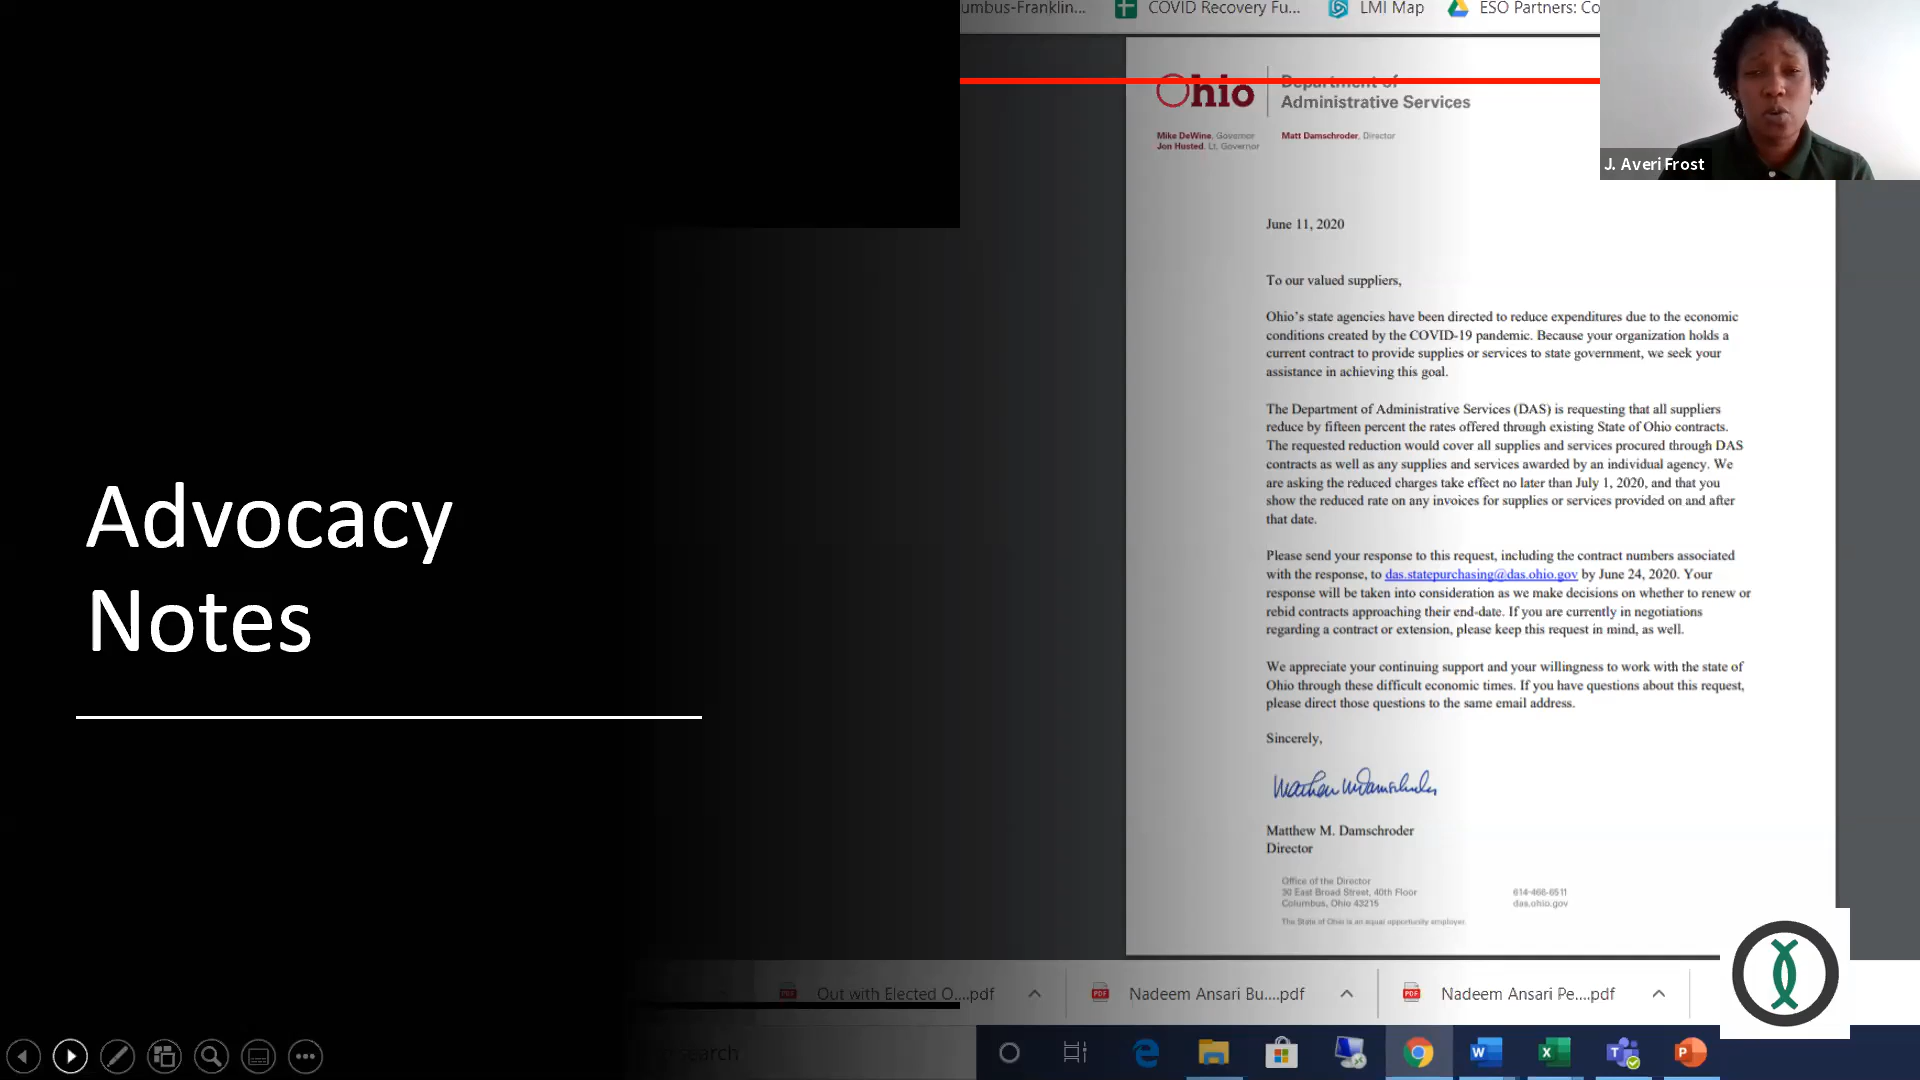 umbus-Franklin...
COVID Recovery Fu...
LMI Map
ESO Partners: Co
Ohio
Department of
Administrative Services
Mike DeWine, Governor
Jon Husted, Lt. Governor
Matt Damschroder, Director
J. Averi Frost
June 11, 2020
To our valued suppliers,
Ohio's state agencies have been directed to reduce expenditures due to the economic
conditions created by the COVID-19 pandemic. Because your organization holds a
current contract to provide supplies or services to state government, we seek your
assistance in achieving this goal.
The Department of Administrative Services (DAS) is requesting that all suppliers
reduce by fifteen percent the rates offered through existing State of Ohio contracts.
The requested reduction would cover all supplies and services procured through DAS
contracts as well as any supplies and services awarded by an individual agency. We
are asking the reduced charges take effect no later than July 1, 2020, and that you
show the reduced rate on any invoices for supplies or services provided on and after
that date.
Please send your response to this request, including the contract numbers associated
with the response, to das.statepurchasing@das.ohio.gov by June 24, 2020. Your
response will be taken into consideration as we make decisions on whether to renew or
rebid contracts approaching their end-date. If you are currently in negotiations
regarding a contract or extension, please keep this request in mind, as well.
We appreciate your continuing support and your willingness to work with the state of
Ohio through these difficult economic times. If you have questions about this request,
please direct those questions to the same email address.
Sincerely,
Matthew M. Damschroder
Director
Office of the Director
30 East Broad Street, 40th Floor
Columbus, Ohio 43215
614-466-6511
das.ohio.gov
The State of Ohio is an equal opportunity employer.
Advocacy
Notes
Out with Elected O....pdf
Nadeem Ansari Bu....pdf
Nadeem Ansari Pe....pdf
search